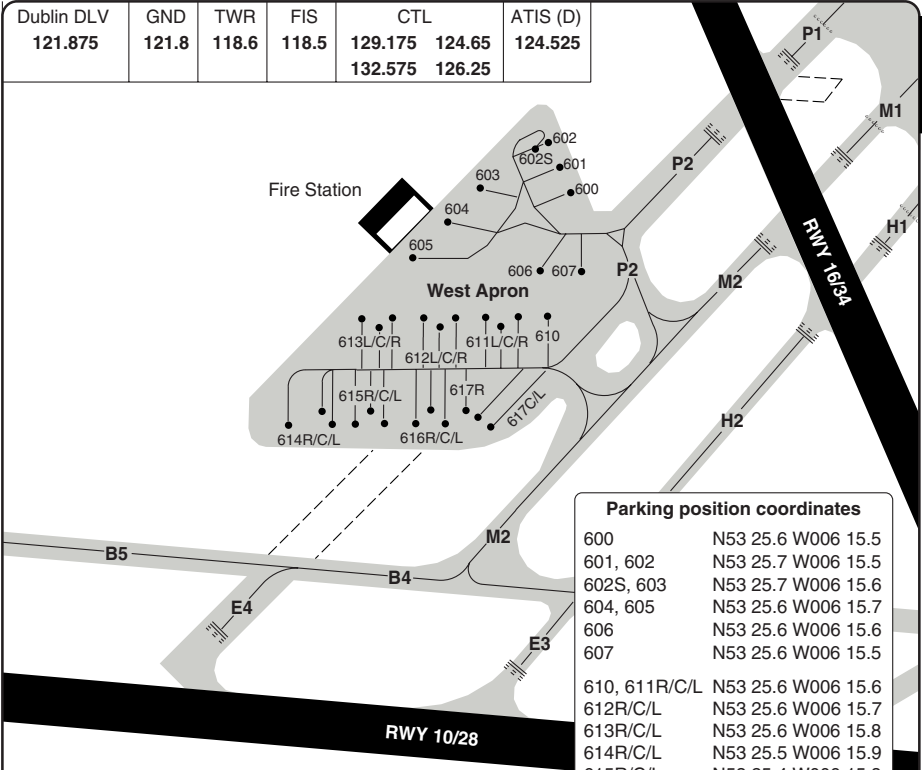 Dublin DLV GND TWR FIS CTL ATIS (D)
121.875 121.8 118.6 118.5 129.175 124.65 124.525
132.575 126.25
P1
M1
602
602S
601
P2
603
600
Fire Station
604
H1
605
RWY 16/34
606 607
P2
M2
West Apron
613L/C/R
611L/C/R
610
612L/C/R
617R
615R/C/L
617C/L
H2
614R/C/L
616R/C/L
Parking position coordinates
600 N53 25.6 W006 15.5
601, 602 N53 25.7 W006 15.5
602S, 603 N53 25.7 W006 15.6
604, 605 N53 25.6 W006 15.7
606 N53 25.6 W006 15.6
607 N53 25.6 W006 15.5
610, 611R/C/L N53 25.6 W006 15.6
612R/C/L N53 25.6 W006 15.7
613R/C/L N53 25.6 W006 15.8
614R/C/L N53 25.5 W006 15.9
M2
B5
B4
E4
E3
RWY 10/28